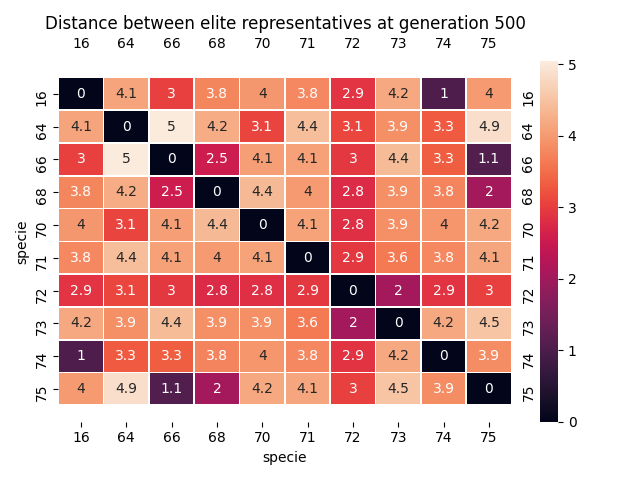 Distance between elite representatives at generation 500
16 64 66 68 70 71 72 73 74 75
16 0 4.1 3 3.8 4 3.8 2.9 4.2 1 4 16
64 4.1 0 5 4.2 3.1 4.4 3.1 3.9 3.3 4.9 64
66 3 5 0 2.5 4.1 4.1 3 4.4 3.3 1.1 66
68 3.8 4.2 2.5 0 4.4 4 2.8 3.9 3.8 2 68
70 4 3.1 4.1 4.4 0 4.1 2.8 3.9 4 4.2 70
71 3.8 4.4 4.1 4 4.1 0 2.9 3.6 3.8 4.1 71
72 2.9 3.1 3 2.8 2.8 2.9 0 2 2.9 3 72
73 4.2 3.9 4.4 3.9 3.9 3.6 2 0 4.2 4.5 73
74 1 3.3 3.3 3.8 4 3.8 2.9 4.2 0 3.9 74
75 4 4.9 1.1 2 4.2 4.1 3 4.5 3.9 0 75
16 64 66 68 70 71 72 73 74 75
specie
specie
5
4
3
2
1
0